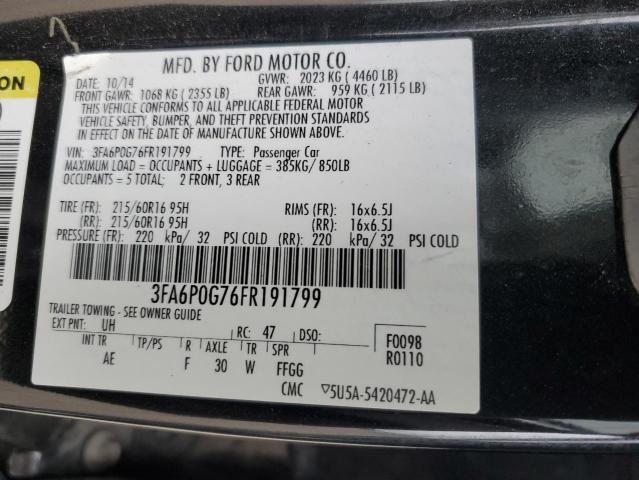 ON
MFD. BY FORD MOTOR CO.
DATE: 10/14 GVWR: 2023 KG ( 4460 LB)
FRONT GAWR: 1068 KG ( 2355 LB) REAR GAWR: 959 KG ( 2115 LB)
THIS VEHICLE CONFORMS TO ALL APPLICABLE FEDERAL MOTOR
VEHICLE SAFETY, BUMPER, AND THEFT PREVENTION STANDARDS
IN EFFECT ON THE DATE OF MANUFACTURE SHOWN ABOVE.
VIN: 3FA6P0G76FR191799 TYPE: Passenger Car
MAXIMUM LOAD = OCCUPANTS + LUGGAGE = 385KG/ 850LB
OCCUPANTS = 5 TOTAL; 2 FRONT, 3 REAR
TIRE (FR): 215/60R16 95H RIMS (FR): 16x6.5J
(RR): 215/60R16 95H (RR): 16x6.5J
PRESSURE (FR): 220 kPa/ 32 PSI COLD (RR): 220 kPa/ 32 PSI COLD
3FA6P0G76FR191799
TRAILER TOWING - SEE OWNER GUIDE
EXT PNT: UH RC: 47 DSO: F0098
INT TR TP/PS R AXLE TR SPR R0110
AE F 30 W FFGG
CMC ▽5U5A-5420472-AA